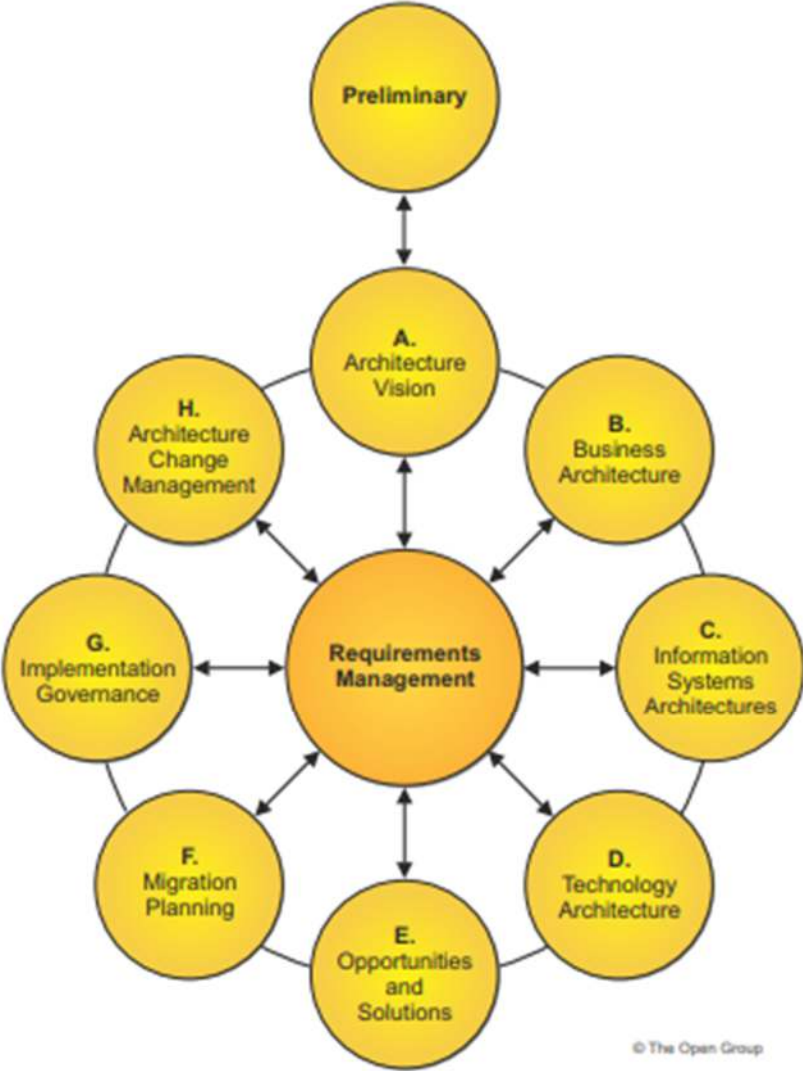 Preliminary
A.
Architecture
Vision
B.
Business
Architecture
C.
Information
Systems
Architectures
D.
Technology
Architecture
E.
Opportunities
and
Solutions
F.
Migration
Planning
G.
Implementation
Governance
H.
Architecture
Change
Management
Requirements
Management
© The Open Group